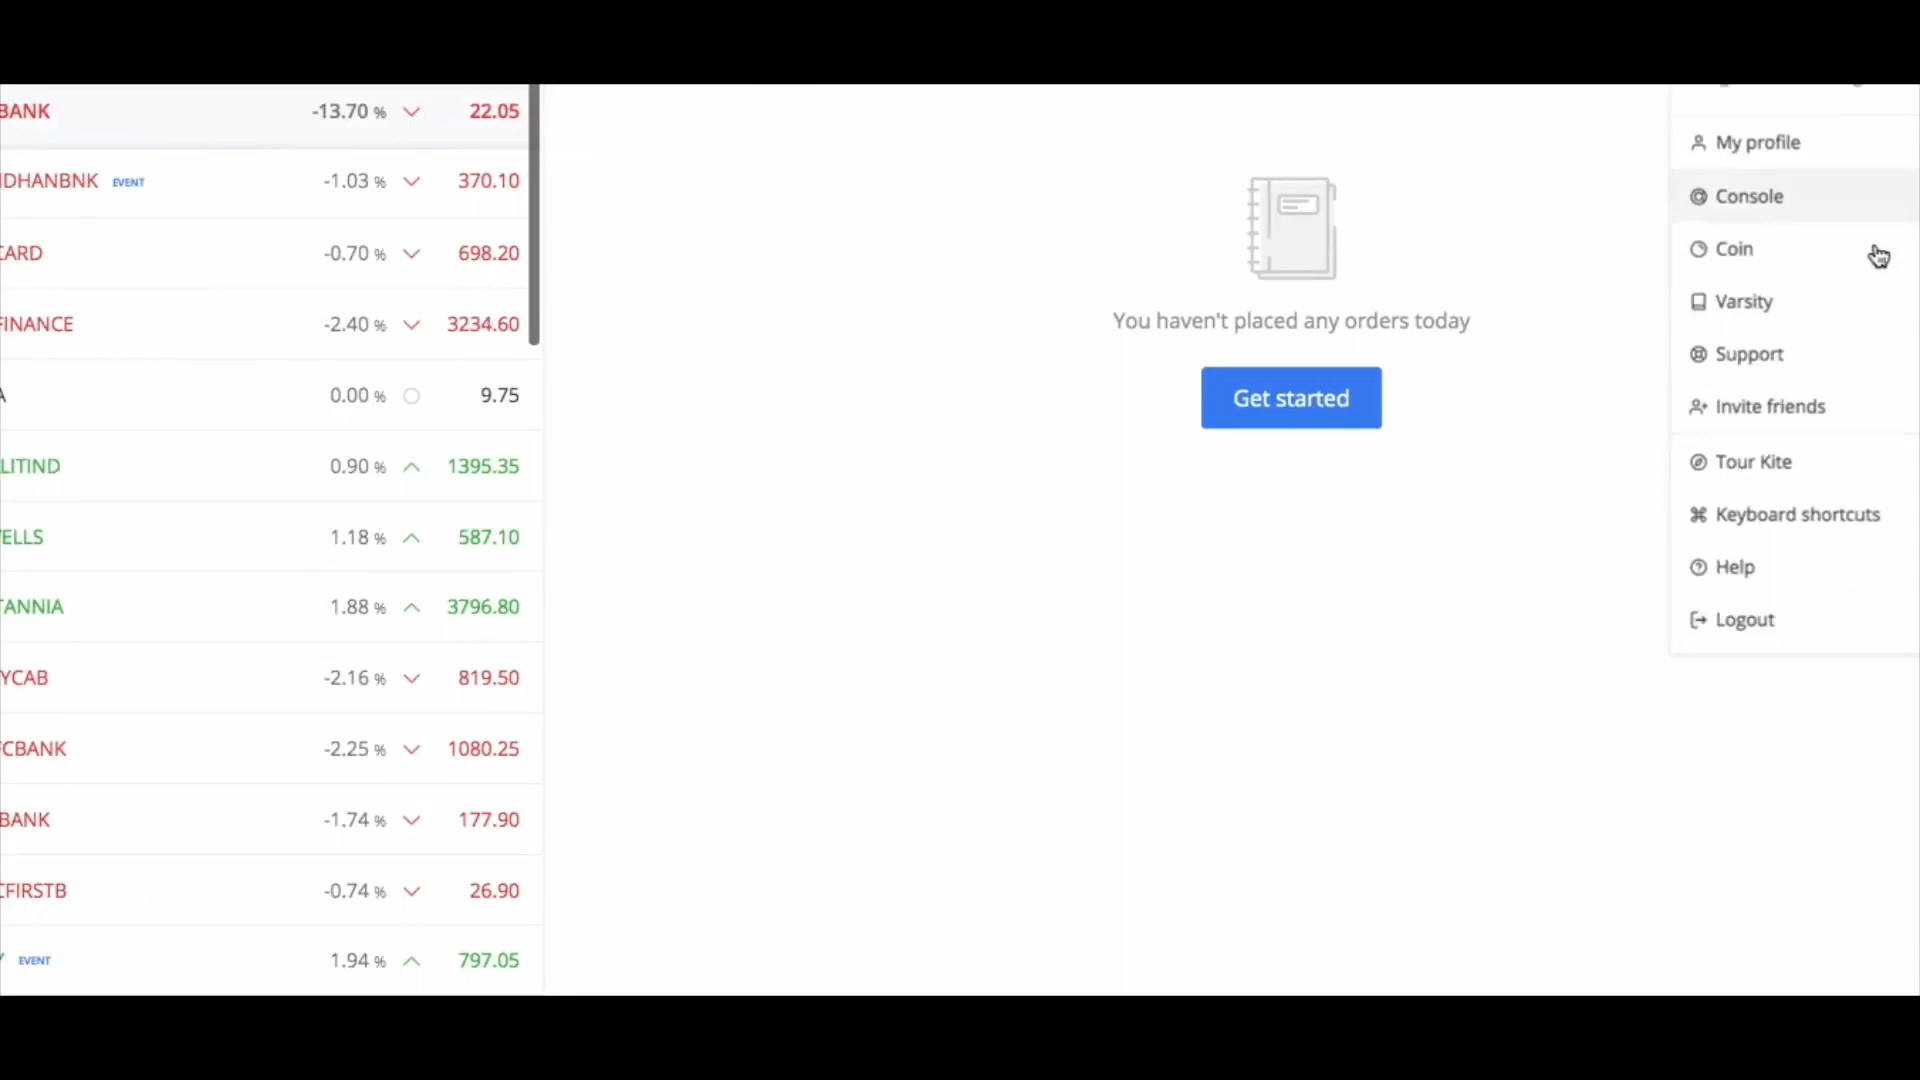 BANK -13.70 % 22.05
DHANBNK EVENT -1.03 % 370.10
CARD -0.70 % 698.20
FINANCE -2.40 % 3234.60
A 0.00 % 9.75
LITIND 0.90 % 1395.35
ELLS 1.18 % 587.10
TANNIA 1.88 % 3796.80
YCAB -2.16 % 819.50
CBANK -2.25 % 1080.25
BANK -1.74 % 177.90
FIRSTB -0.74 % 26.90
EVENT 1.94 % 797.05
You haven't placed any orders today
Get started
My profile
Console
Coin
Varsity
Support
Invite friends
Tour Kite
Keyboard shortcuts
Help
Logout